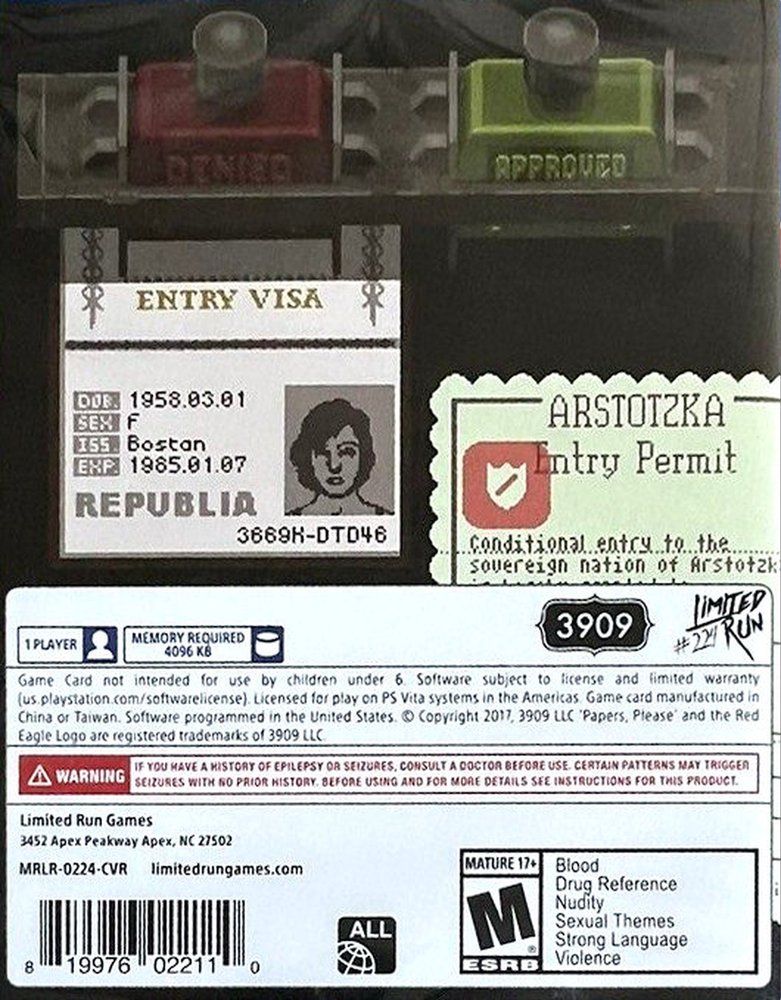 DENIED
APPROVED
ENTRY VISA
DOB. 1958.03.01
SEX F
ISS Bostan
EXP. 1985.01.07
REPUBLIA
3669K-DTD46
ARSTOTZKA
Entry Permit
Conditional entry to the
sovereign nation of Arstotzk
1 PLAYER
MEMORY REQUIRED
4096 KB
3909
LIMITED
RUN
#224
Game Card not intended for use by children under 6. Software subject to license and limited warranty
(us.playstation.com/softwarelicense). Licensed for play on PS Vita systems in the Americas. Game card manufactured in
China or Taiwan. Software programmed in the United States. © Copyright 2017, 3909 LLC 'Papers, Please' and the Red
Eagle Logo are registered trademarks of 3909 LLC.
WARNING
IF YOU HAVE A HISTORY OF EPILEPSY OR SEIZURES, CONSULT A DOCTOR BEFORE USE. CERTAIN PATTERNS MAY TRIGGER
SEIZURES WITH NO PRIOR HISTORY. BEFORE USING AND FOR MORE DETAILS SEE INSTRUCTIONS FOR THIS PRODUCT.
Limited Run Games
3452 Apex Peakway Apex, NC 27502
MRLR-0224-CVR limitedrungames.com
8 19976 02211 0
ALL
MATURE 17+
M
®
ESRB
Blood
Drug Reference
Nudity
Sexual Themes
Strong Language
Violence